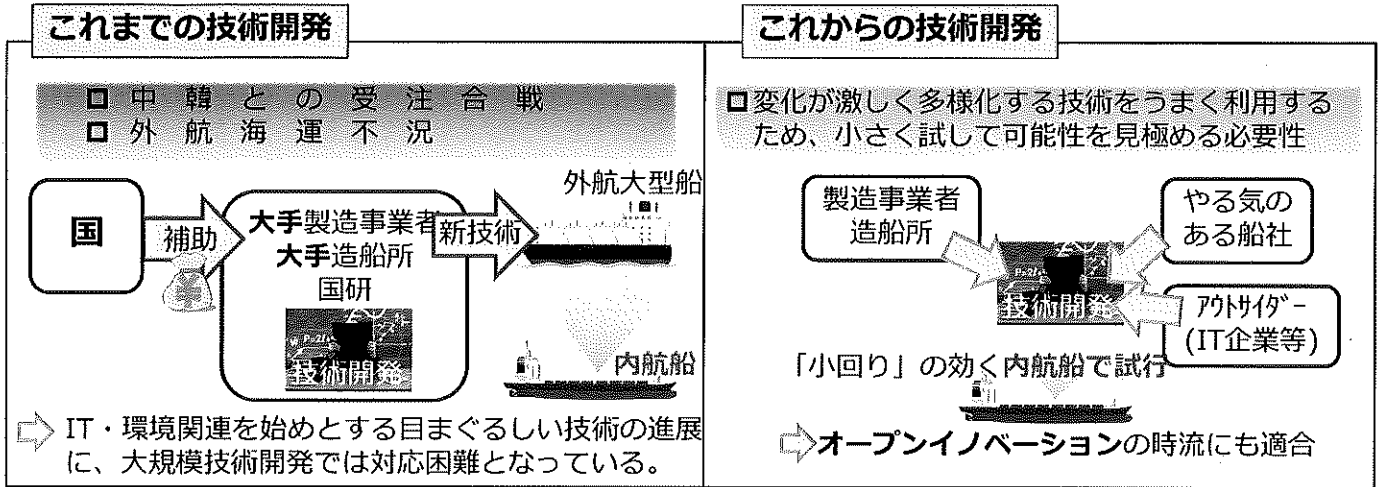 これまでの技術開発
中韓との受注合戦
外航海運不況
国
補助
¥
大手製造事業者
大手造船所
国研
技術開発
新技術
外航大型船
内航船
IT・環境関連を始めとする目まぐるしい技術の進展
に、大規模技術開発では対応困難となっている。
これからの技術開発
変化が激しく多様化する技術をうまく利用する
ため、小さく試して可能性を見極める必要性
製造事業者
造船所
やる気の
ある船社
技術開発
ｱｳﾄｻｲﾀﾞｰ
(IT企業等)
「小回り」の効く内航船で試行
オープンイノベーションの時流にも適合